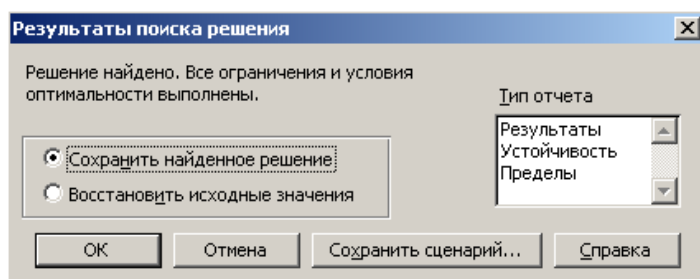 Результаты поиска решения
Решение найдено. Все ограничения и условия
оптимальности выполнены.
Тип отчета
Результаты
Устойчивость
Пределы
Сохранить найденное решение
Восстановить исходные значения
ОК
Отмена
Сохранить сценарий...
Справка